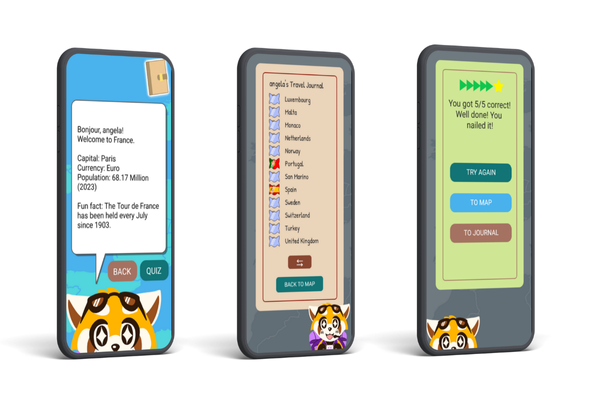 Bonjour, angela!
Welcome to France.
Capital: Paris
Currency: Euro
Population: 68.17 Million
(2023)
Fun fact: The Tour de France
has been held every July
since 1903.
BACK
QUIZ
angela's Travel Journal
Luxembourg
Malta
Monaco
Netherlands
Norway
Portugal
San Marino
Spain
Sweden
Switzerland
Turkey
United Kingdom
BACK TO MAP
You got 5/5 correct!
Well done! You
nailed it!
TRY AGAIN
TO MAP
TO JOURNAL